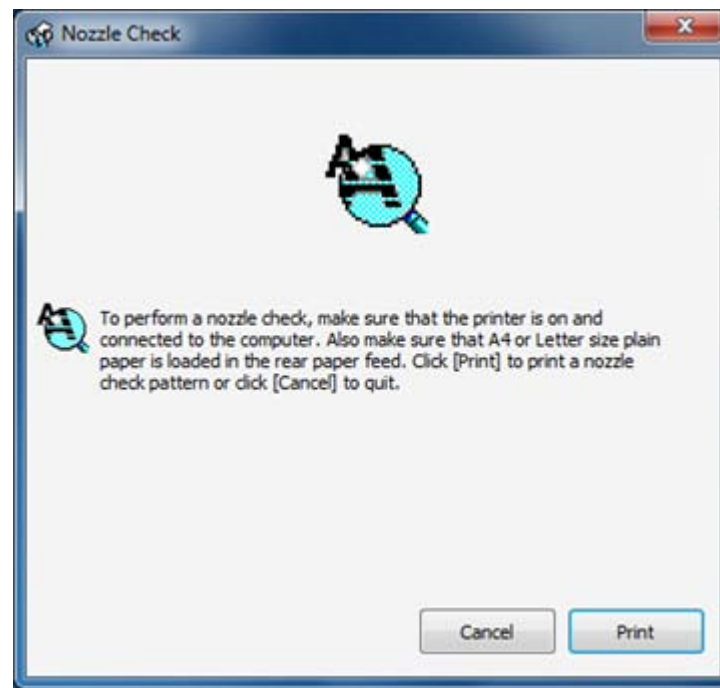 Nozzle Check
To perform a nozzle check, make sure that the printer is on and
connected to the computer. Also make sure that A4 or Letter size plain
paper is loaded in the rear paper feed. Click [Print] to print a nozzle
check pattern or click [Cancel] to quit.
Cancel Print